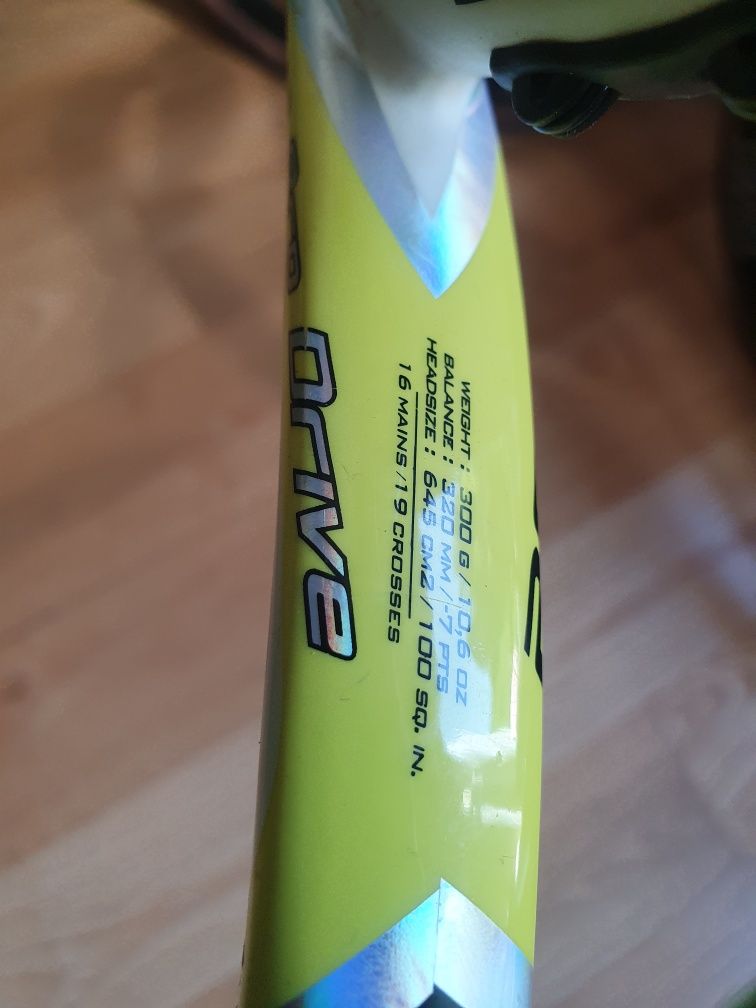 Drive
WEIGHT : 300 G / 10,6 OZ
BALANCE : 320 MM / -7 PTS
HEADSIZE : 645 CM2 / 100 SQ. IN.
16 MAINS / 19 CROSSES